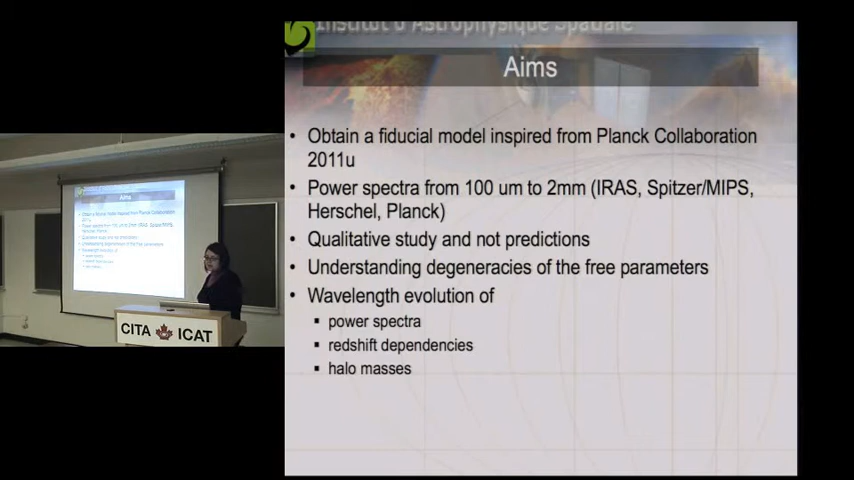 Institut d'Astrophysique Spatiale
Aims
• Obtain a fiducial model inspired from Planck Collaboration
2011u
• Power spectra from 100 um to 2mm (IRAS, Spitzer/MIPS,
Herschel, Planck)
• Qualitative study and not predictions
• Understanding degeneracies of the free parameters
• Wavelength evolution of
▪ power spectra
▪ redshift dependencies
▪ halo masses
Aims
CITA ICAT